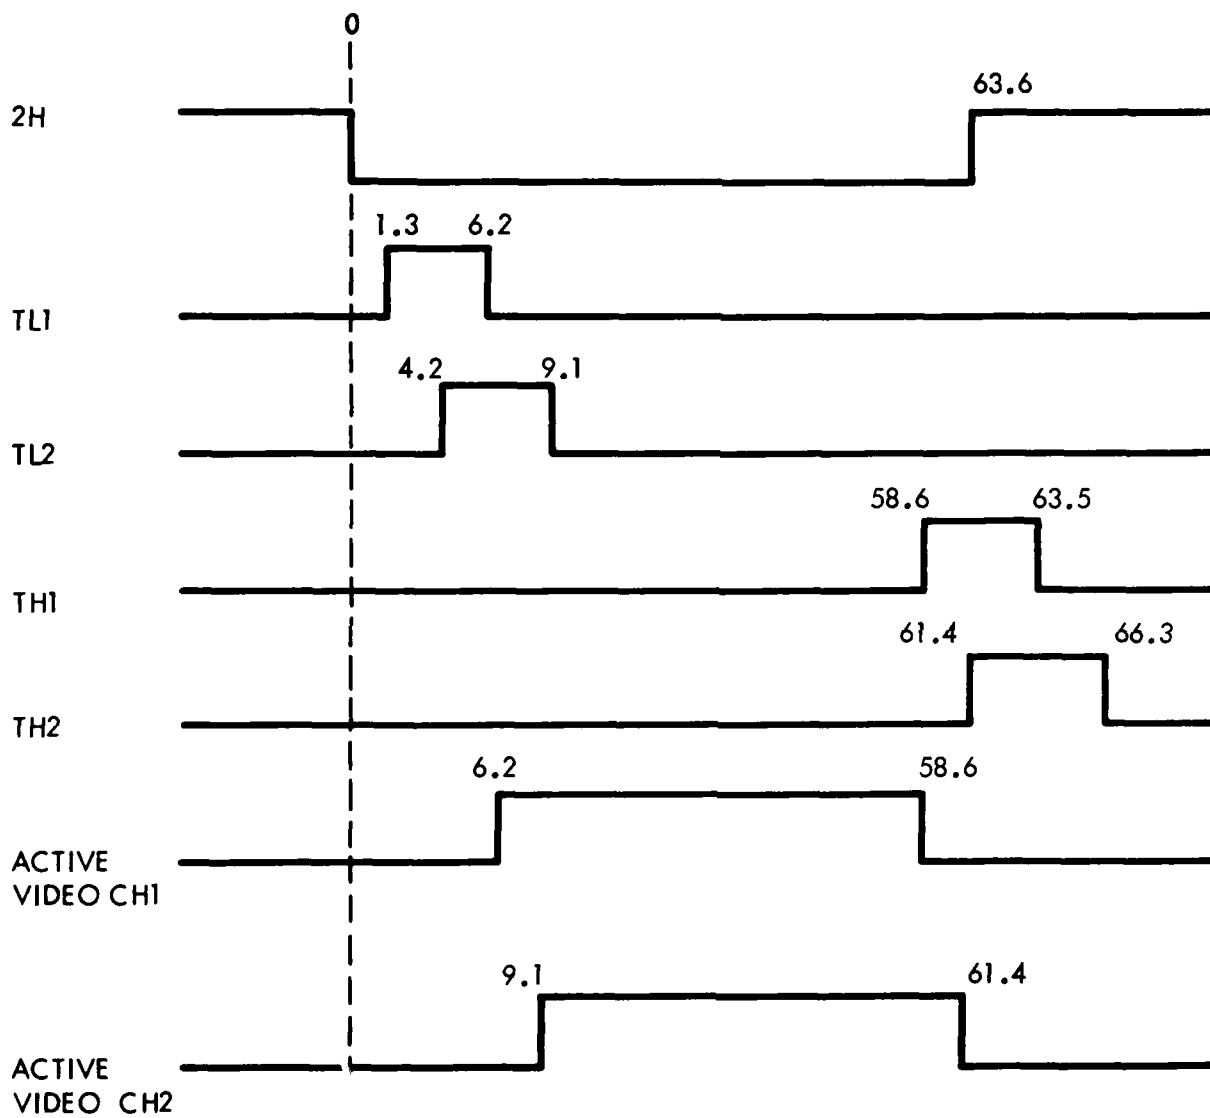 0
63.6
2H
1.3 6.2
TL1
4.2 9.1
TL2
58.6 63.5
TH1
61.4 66.3
TH2
6.2 58.6
ACTIVE
VIDEO CH1
9.1 61.4
ACTIVE
VIDEO CH2